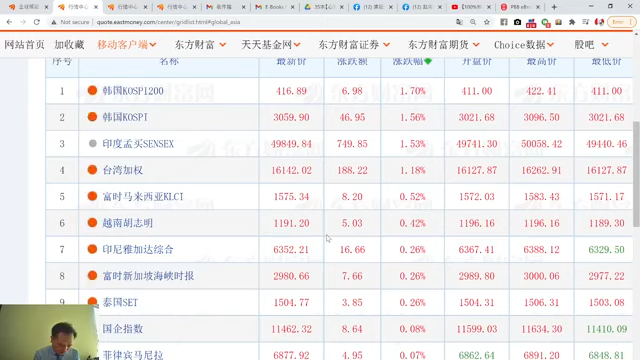 行情中心 行情中心 行情中心
Not secure quote.eastmoney.com/center/gridlist.html#global_asia
网站首页 加收藏 移动客户端 东方财富 天天基金网 东方财富证券 东方财富期货 Choice数据 股吧
序号 名称 最新价 涨跌额 涨跌幅 开盘价 最高价 最低价
1 韩国KOSPI200 416.89 6.98 1.70% 411.00 422.41 411.00
2 韩国KOSPI 3059.90 46.95 1.56% 3021.68 3096.50 3021.68
3 印度孟买SENSEX 49849.84 749.85 1.53% 49741.30 50058.42 49440.46
4 台湾加权 16142.02 188.22 1.18% 16127.87 16262.91 16127.87
5 富时马来西亚KLCI 1575.34 8.20 0.52% 1572.03 1583.43 1571.17
6 越南胡志明 1191.20 5.03 0.42% 1196.16 1196.16 1189.30
7 印尼雅加达综合 6352.21 16.66 0.26% 6367.41 6388.12 6329.50
8 富时新加坡海峡时报 2980.66 7.66 0.26% 2989.80 3000.06 2977.22
9 泰国SET 1504.77 3.85 0.26% 1504.31 1506.31 1503.08
国企指数 11462.32 8.64 0.08% 11599.03 11634.30 11410.09
菲律宾马尼拉 6877.92 4.95 0.07% 6862.64 6891.20 6848.81